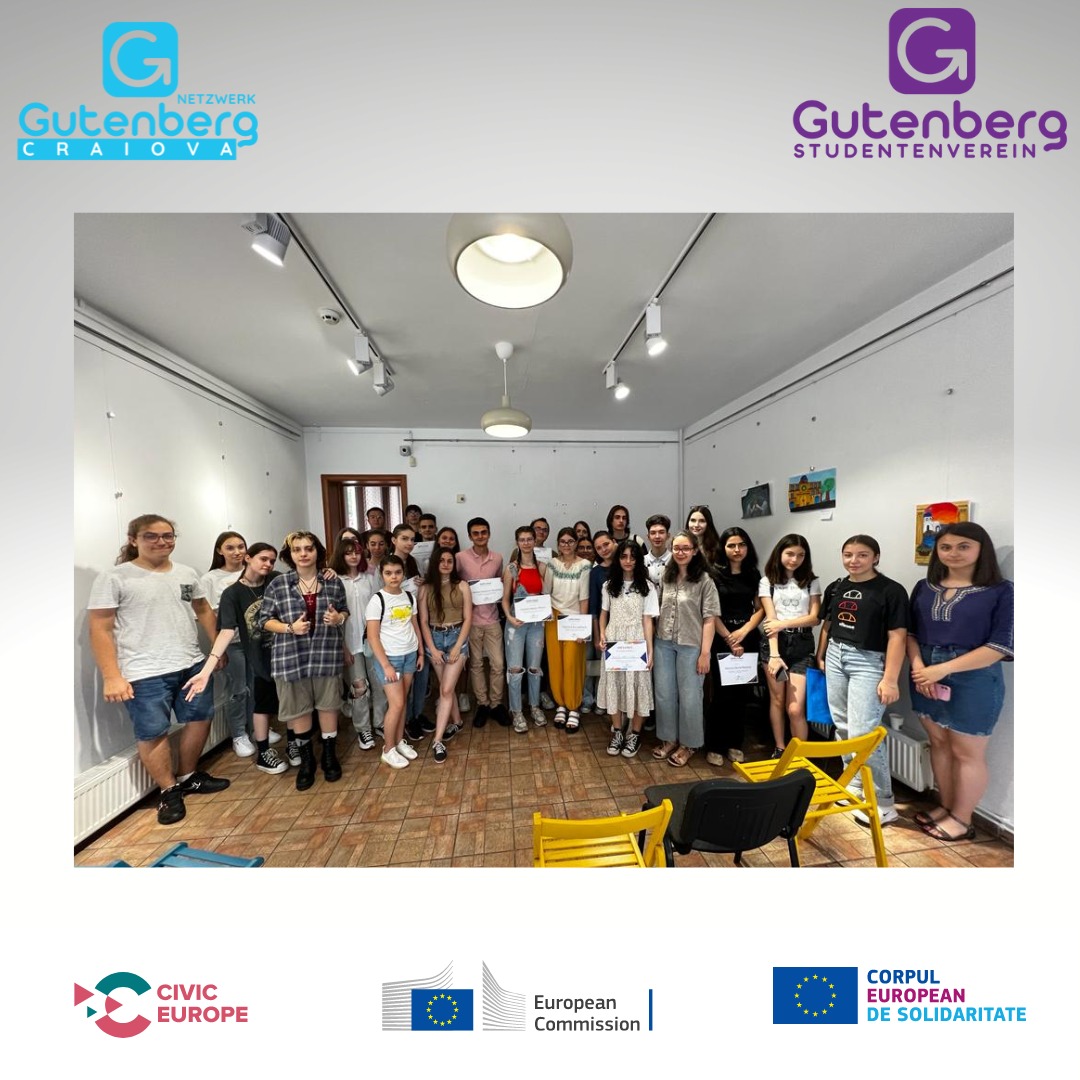 NETZWERK
Gutenberg
CRAIOVA
Gutenberg
STUDENTENVEREIN
CIVIC
EUROPE
European
Commission
CORPUL
EUROPEAN
DE SOLIDARITATE